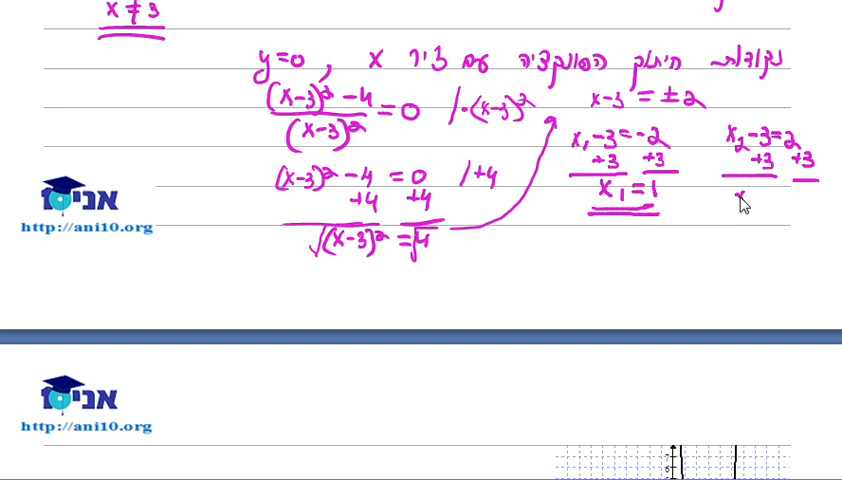 x ≠ 3
נקודות חיתוך הפונקציה עם ציר x , y=0
((x-3)² - 4)/(x-3)² = 0 /·(x-3)²
(x-3)² - 4 = 0 /+4
+4 +4
√(x-3)² = √4
x-3 = ±2
x₁-3=-2
+3 +3
x₁=1
x₂-3=2
+3 +3
אני10
http://ani10.org
אני10
http://ani10.org